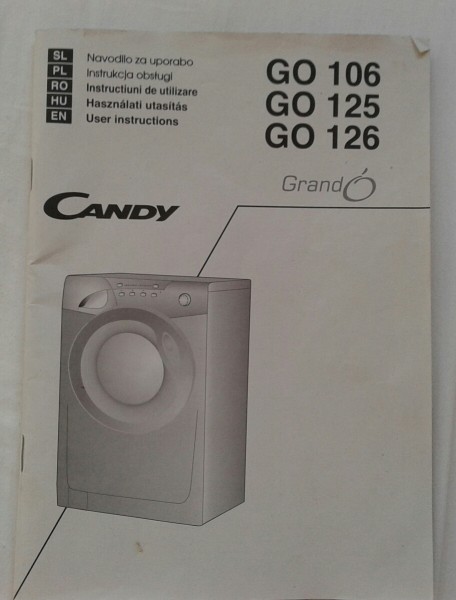 SL Navodilo za uporabo
PL Instrukcja obsługi
RO Instructiuni de utilizare
HU Használati utasítás
EN User instructions
GO 106
GO 125
GO 126
Grand Ó
CANDY